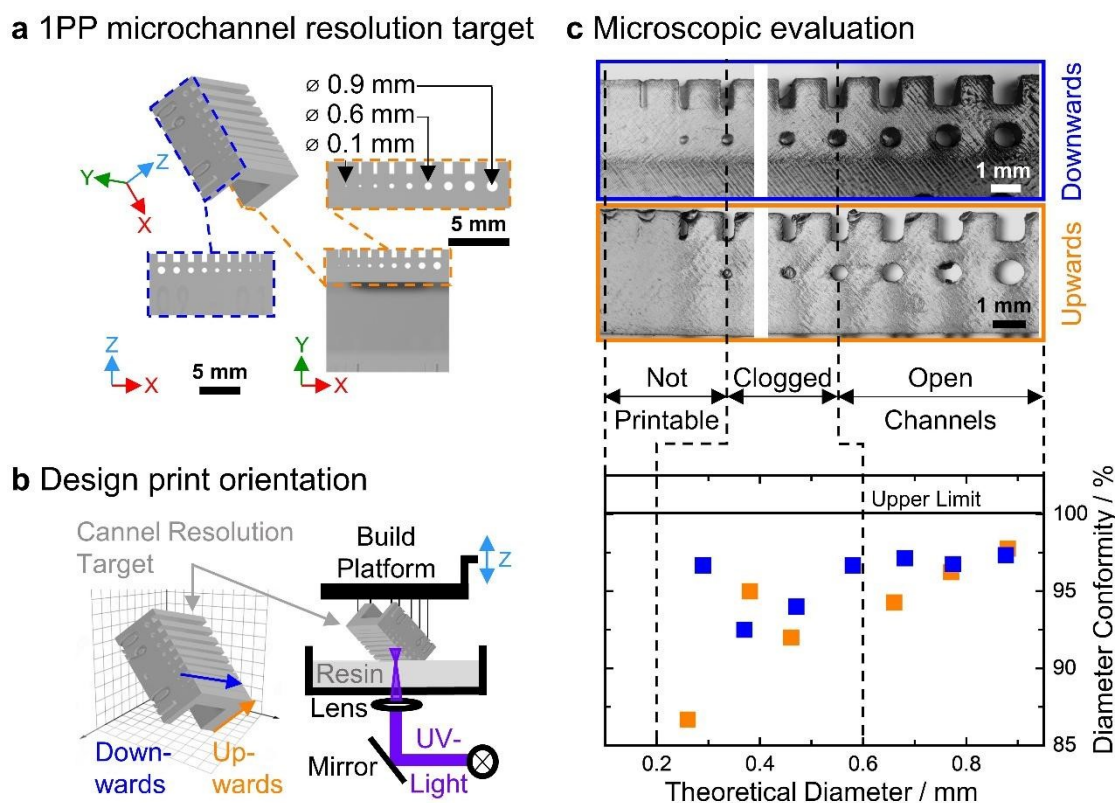 a 1PP microchannel resolution target
⌀ 0.9 mm
⌀ 0.6 mm
⌀ 0.1 mm
Z
Y
X
5 mm
Z
X
5 mm
Y
X
b Design print orientation
Cannel Resolution
Target
Down-
wards
Up-
wards
Build
Platform
Z
Resin
Lens
Mirror
UV-
Light
c Microscopic evaluation
1 mm
Downwards
1 mm
Upwards
Not
Printable
Clogged
Open
Channels
Upper Limit
100
95
90
85
Diameter Conformity / %
0.2
0.4
0.6
0.8
Theoretical Diameter / mm